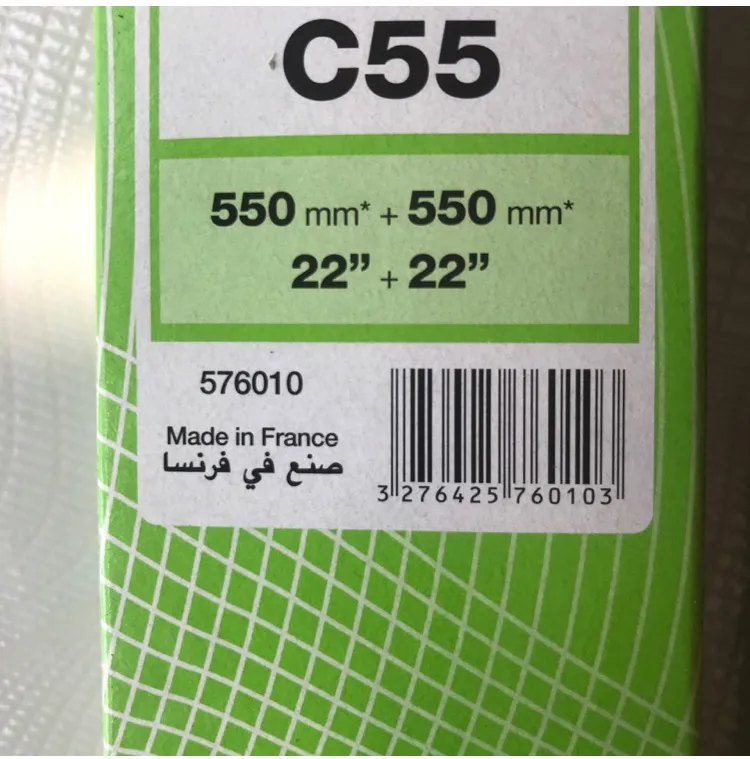 C55
550 mm* + 550 mm*
22” + 22”
576010
Made in France
صنع في فرنسا
3 276425 760103